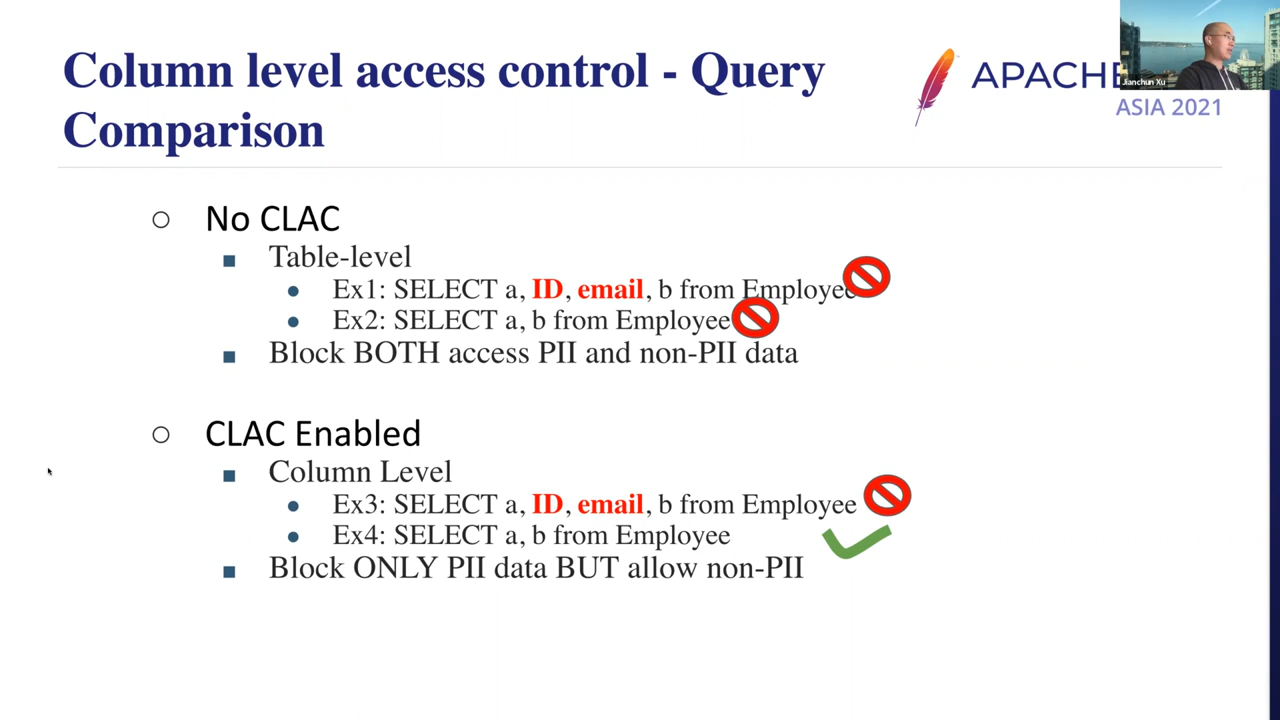 Column level access control - Query
Comparison
APACHE
Jianchun Xu
ASIA 2021
No CLAC
Table-level
Ex1: SELECT a, ID, email, b from Employee
Ex2: SELECT a, b from Employee
Block BOTH access PII and non-PII data
CLAC Enabled
Column Level
Ex3: SELECT a, ID, email, b from Employee
Ex4: SELECT a, b from Employee
Block ONLY PII data BUT allow non-PII